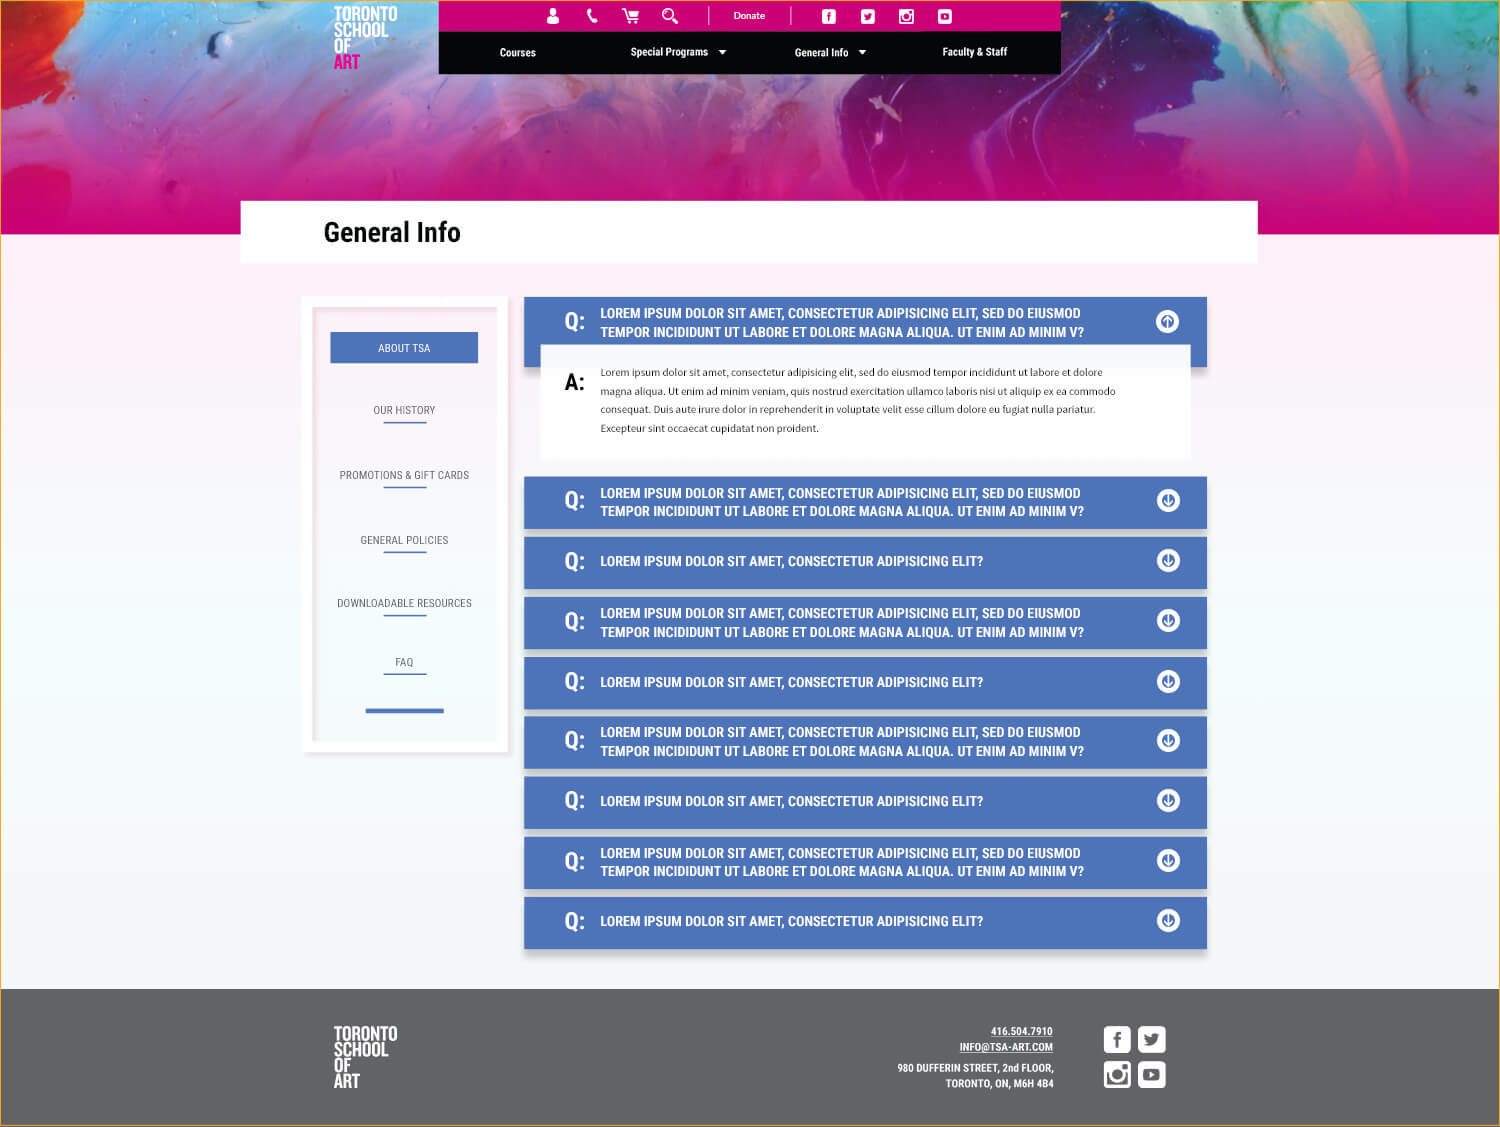 TORONTO
SCHOOL
OF
ART
Donate
Courses
Special Programs
General Info
Faculty & Staff
General Info
ABOUT TSA
OUR HISTORY
PROMOTIONS & GIFT CARDS
GENERAL POLICIES
DOWNLOADABLE RESOURCES
FAQ
Q: LOREM IPSUM DOLOR SIT AMET, CONSECTETUR ADIPISICING ELIT, SED DO EIUSMOD
TEMPOR INCIDIDUNT UT LABORE ET DOLORE MAGNA ALIQUA. UT ENIM AD MINIM V?
A: Lorem ipsum dolor sit amet, consectetur adipisicing elit, sed do eiusmod tempor incididunt ut labore et dolore
magna aliqua. Ut enim ad minim veniam, quis nostrud exercitation ullamco laboris nisi ut aliquip ex ea commodo
consequat. Duis aute irure dolor in reprehenderit in voluptate velit esse cillum dolore eu fugiat nulla pariatur.
Excepteur sint occaecat cupidatat non proident.
Q: LOREM IPSUM DOLOR SIT AMET, CONSECTETUR ADIPISICING ELIT, SED DO EIUSMOD
TEMPOR INCIDIDUNT UT LABORE ET DOLORE MAGNA ALIQUA. UT ENIM AD MINIM V?
Q: LOREM IPSUM DOLOR SIT AMET, CONSECTETUR ADIPISICING ELIT?
Q: LOREM IPSUM DOLOR SIT AMET, CONSECTETUR ADIPISICING ELIT, SED DO EIUSMOD
TEMPOR INCIDIDUNT UT LABORE ET DOLORE MAGNA ALIQUA. UT ENIM AD MINIM V?
Q: LOREM IPSUM DOLOR SIT AMET, CONSECTETUR ADIPISICING ELIT?
Q: LOREM IPSUM DOLOR SIT AMET, CONSECTETUR ADIPISICING ELIT, SED DO EIUSMOD
TEMPOR INCIDIDUNT UT LABORE ET DOLORE MAGNA ALIQUA. UT ENIM AD MINIM V?
Q: LOREM IPSUM DOLOR SIT AMET, CONSECTETUR ADIPISICING ELIT?
Q: LOREM IPSUM DOLOR SIT AMET, CONSECTETUR ADIPISICING ELIT, SED DO EIUSMOD
TEMPOR INCIDIDUNT UT LABORE ET DOLORE MAGNA ALIQUA. UT ENIM AD MINIM V?
Q: LOREM IPSUM DOLOR SIT AMET, CONSECTETUR ADIPISICING ELIT?
TORONTO
SCHOOL
OF
ART
416.504.7910
INFO@TSA-ART.COM
980 DUFFERIN STREET, 2nd FLOOR,
TORONTO, ON, M6H 4B4